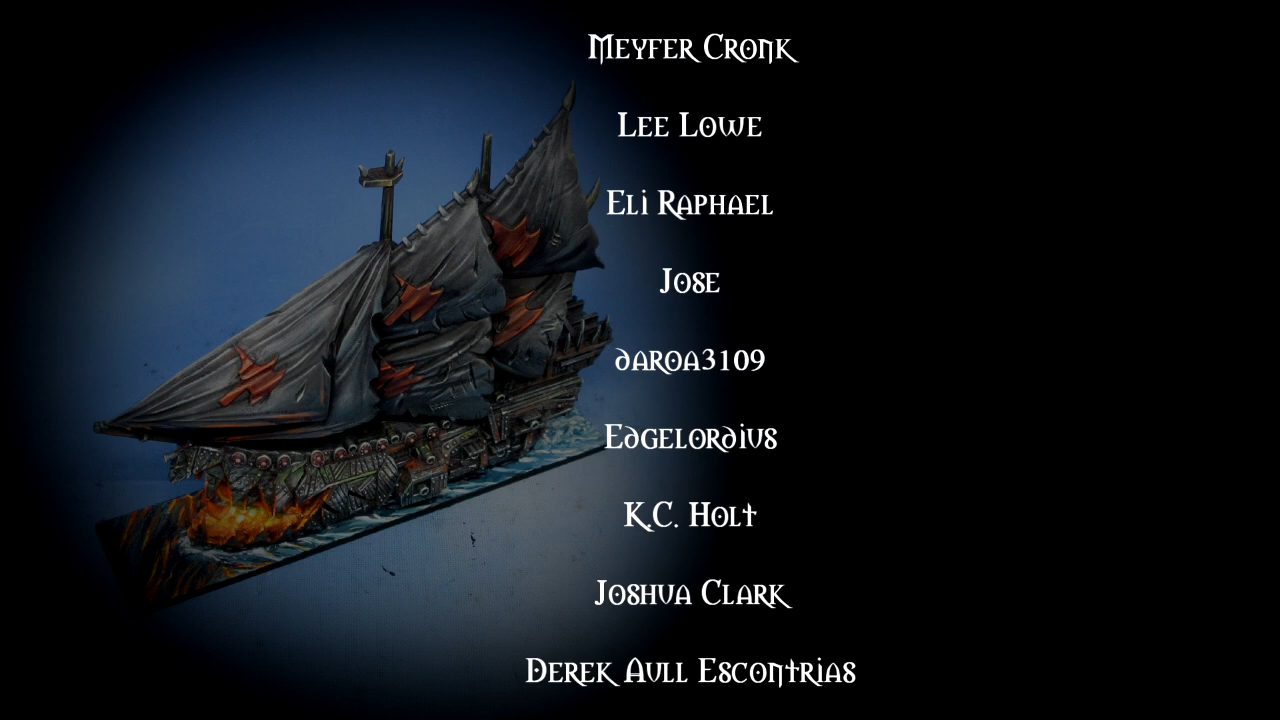 Meyfer Cronk
Lee Lowe
Eli Raphael
Jose
daroa3109
Edgelordius
K.C. Holt
Joshua Clark
Derek Aull Escontrias